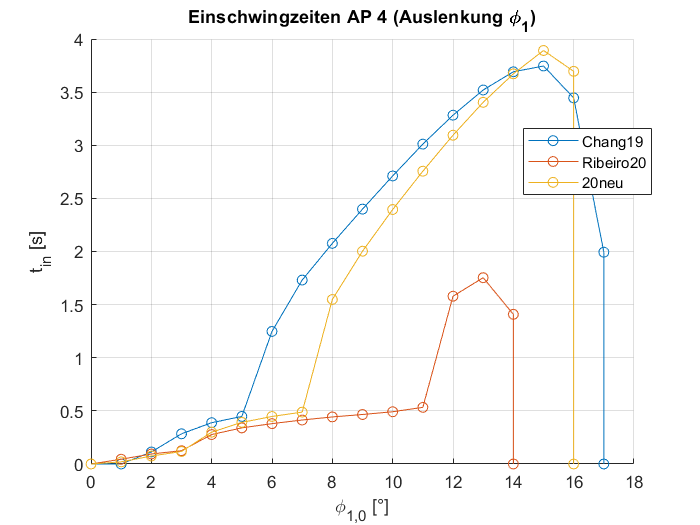 Einschwingzeiten AP 4 (Auslenkung ϕ1)
4
3.5
3
2.5
2
1.5
1
0.5
0
tin [s]
Chang19
Ribeiro20
20neu
0 2 4 6 8 10 12 14 16 18
ϕ1,0 [°]